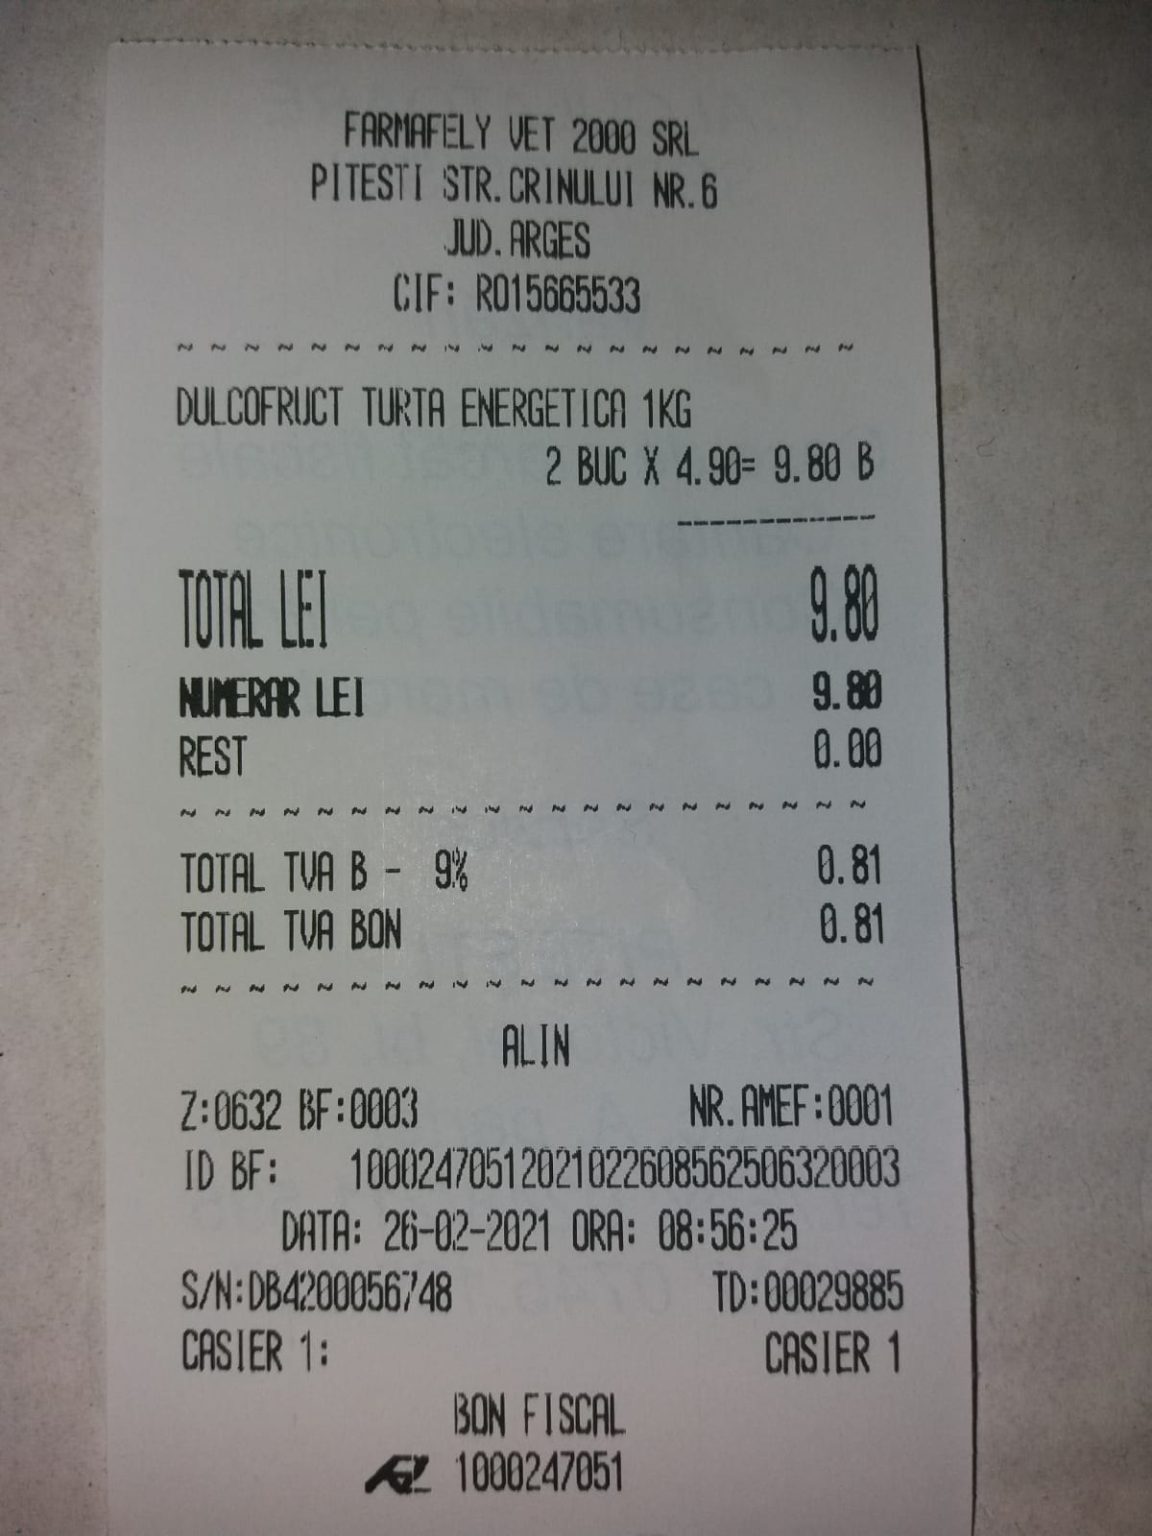 FARMAFELY VET 2000 SRL
PITESTI STR.CRINULUI NR.6
JUD.ARGES
CIF: RO15665533
~ ~ ~ ~ ~ ~ ~ ~ ~ ~ ~ ~ ~ ~ ~ ~ ~ ~ ~ ~ ~
DULCOFRUCT TURTA ENERGETICA 1KG
2 BUC X 4.90= 9.80 B
------------
TOTAL LEI 9.80
NUMERAR LEI 9.80
REST 0.00
~ ~ ~ ~ ~ ~ ~ ~ ~ ~ ~ ~ ~ ~ ~ ~ ~ ~ ~ ~ ~
TOTAL TVA B - 9% 0.81
TOTAL TVA BON 0.81
~ ~ ~ ~ ~ ~ ~ ~ ~ ~ ~ ~ ~ ~ ~ ~ ~ ~ ~ ~ ~
ALIN
Z:0632 BF:0003 NR.AMEF:0001
ID BF: 10002470512021022608562506320003
DATA: 26-02-2021 ORA: 08:56:25
S/N:DB4200056748 TD:00029885
CASIER 1: CASIER 1
BON FISCAL
1000247051